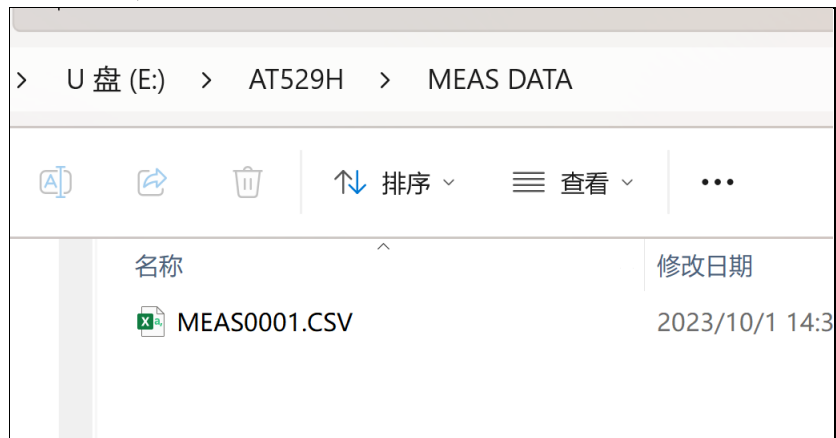 > U 盘 (E:) > AT529H > MEAS DATA
排序 查看 •••
名称 修改日期
MEAS0001.CSV 2023/10/1 14:3